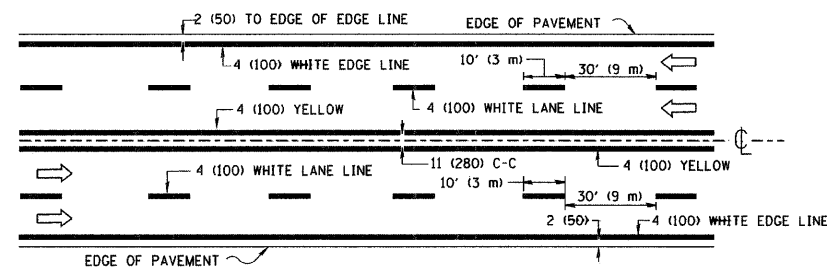 2 (50) TO EDGE OF EDGE LINE
EDGE OF PAVEMENT
4 (100) WHITE EDGE LINE
10' (3 m)
30' (9 m)
4 (100) YELLOW
4 (100) WHITE LANE LINE
℄
4 (100) WHITE LANE LINE
11 (280) C-C
4 (100) YELLOW
10' (3 m)
30' (9 m)
2 (50)
4 (100) WHITE EDGE LINE
EDGE OF PAVEMENT